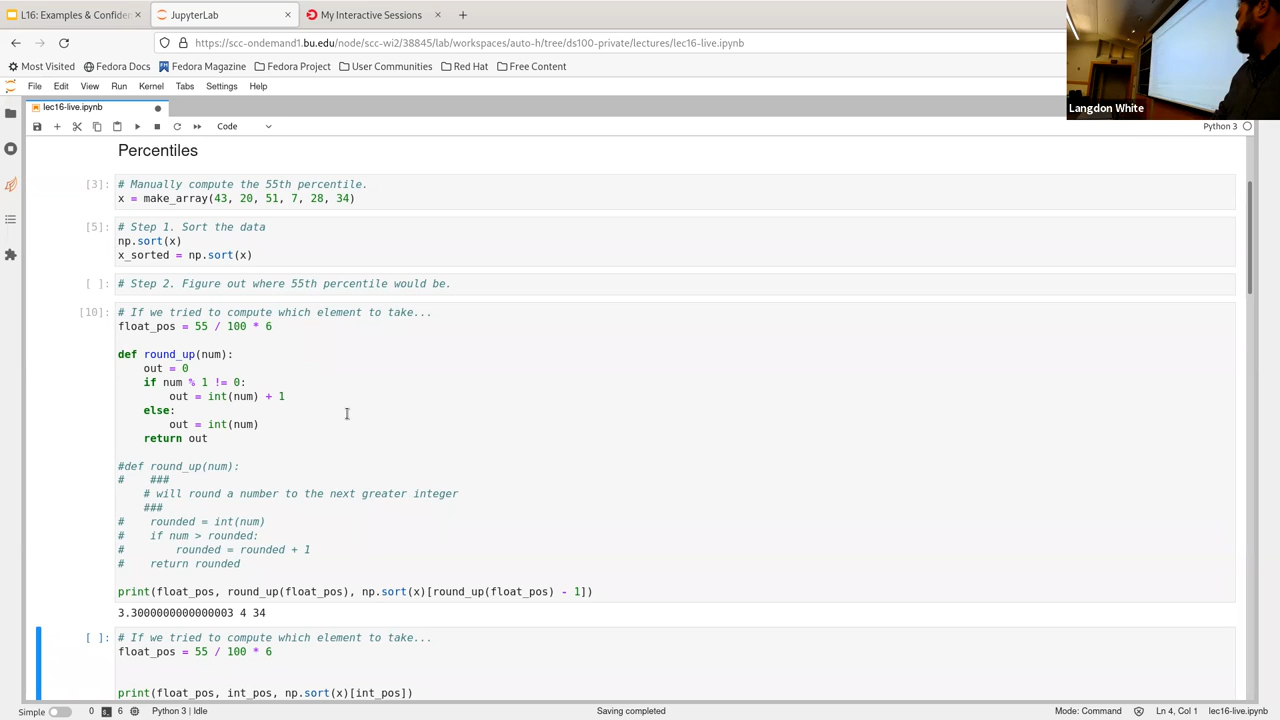 L16: Examples & Confider
JupyterLab
My Interactive Sessions
https://scc-ondemand1.bu.edu/node/scc-wi2/38845/lab/workspaces/auto-h/tree/ds100-private/lectures/lec16-live.ipynb
Most Visited
Fedora Docs
Fedora Magazine
Fedora Project
User Communities
Red Hat
Free Content
File Edit View Run Kernel Tabs Settings Help
Langdon White
lec16-live.ipynb
Code
Python 3
Percentiles
[3]: # Manually compute the 55th percentile.
x = make_array(43, 20, 51, 7, 28, 34)
[5]: # Step 1. Sort the data
np.sort(x)
x_sorted = np.sort(x)
[ ]: # Step 2. Figure out where 55th percentile would be.
[10]: # If we tried to compute which element to take...
float_pos = 55 / 100 * 6
def round_up(num):
    out = 0
    if num % 1 != 0:
        out = int(num) + 1
    else:
        out = int(num)
    return out
#def round_up(num):
#    ###
    # will round a number to the next greater integer
    ###
#    rounded = int(num)
#    if num > rounded:
#        rounded = rounded + 1
#    return rounded
print(float_pos, round_up(float_pos), np.sort(x)[round_up(float_pos) - 1])
3.3000000000000003 4 34
[ ]: # If we tried to compute which element to take...
float_pos = 55 / 100 * 6
print(float_pos, int_pos, np.sort(x)[int_pos])
Simple 0 6 Python 3 | Idle Saving completed Mode: Command Ln 4, Col 1 lec16-live.ipynb